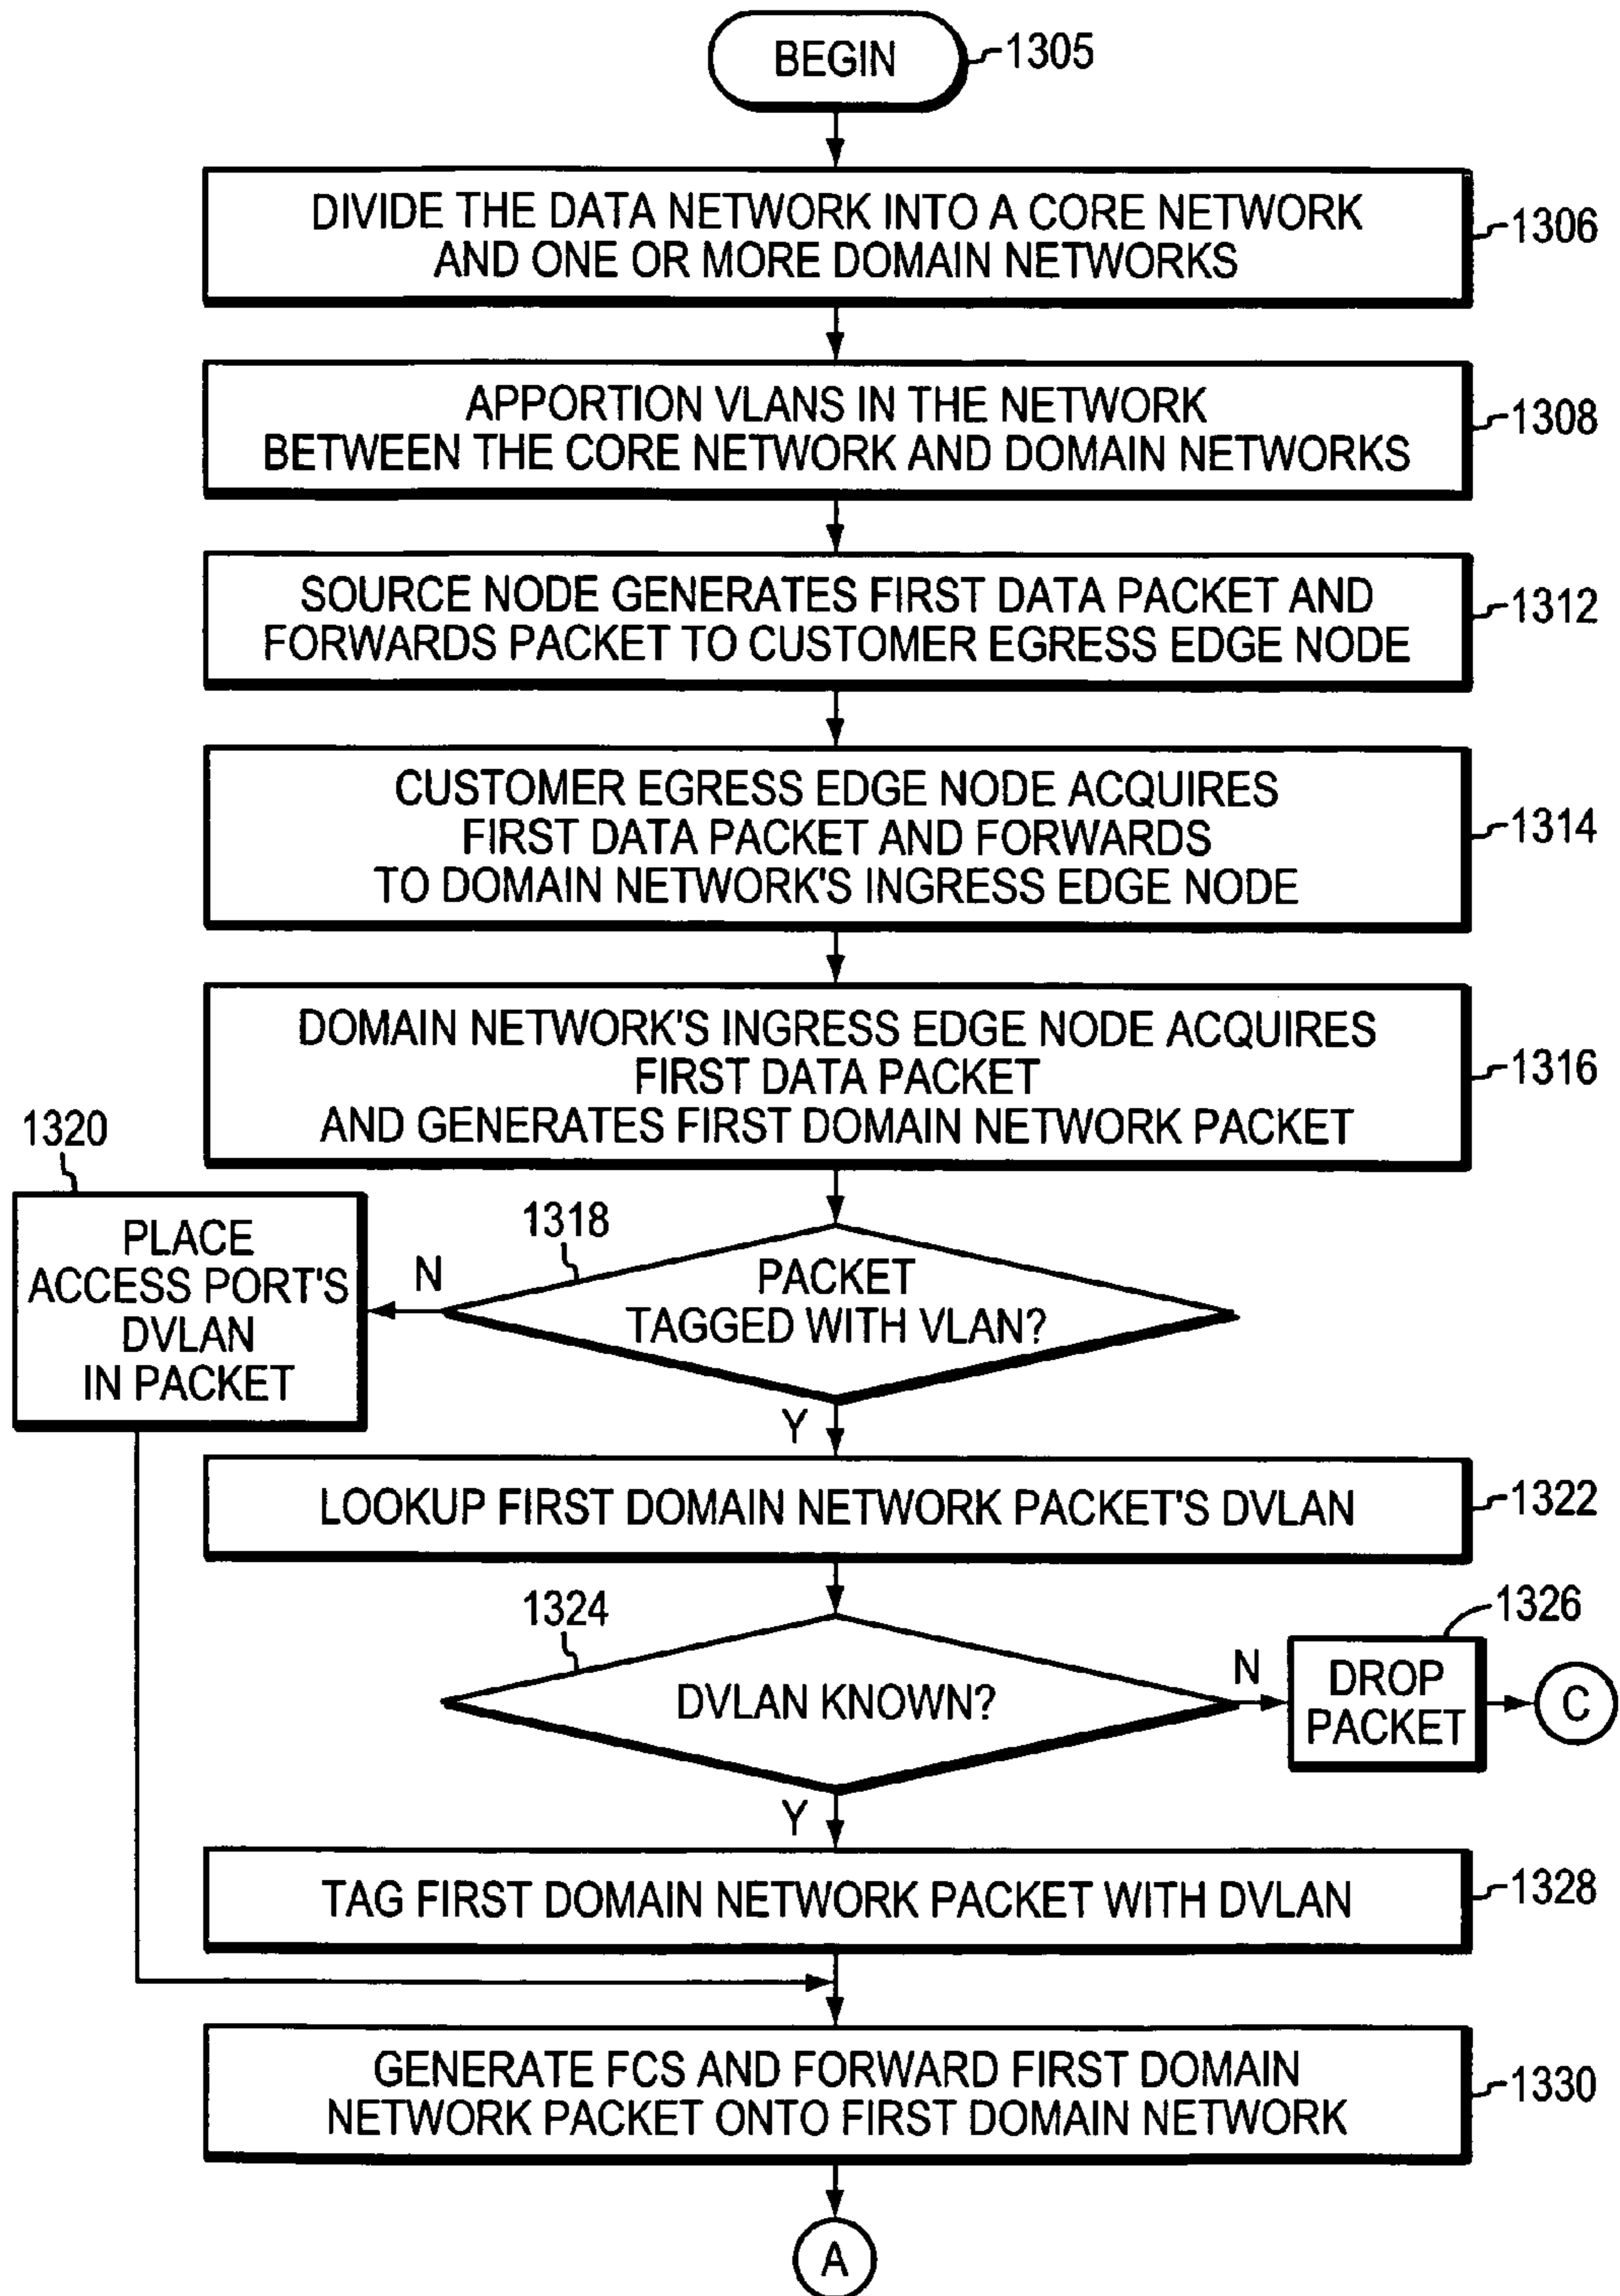 BEGIN
1305
DIVIDE THE DATA NETWORK INTO A CORE NETWORK
AND ONE OR MORE DOMAIN NETWORKS
1306
APPORTION VLANS IN THE NETWORK
BETWEEN THE CORE NETWORK AND DOMAIN NETWORKS
1308
SOURCE NODE GENERATES FIRST DATA PACKET AND
FORWARDS PACKET TO CUSTOMER EGRESS EDGE NODE
1312
CUSTOMER EGRESS EDGE NODE ACQUIRES
FIRST DATA PACKET AND FORWARDS
TO DOMAIN NETWORK'S INGRESS EDGE NODE
1314
DOMAIN NETWORK'S INGRESS EDGE NODE ACQUIRES
FIRST DATA PACKET
AND GENERATES FIRST DOMAIN NETWORK PACKET
1316
1320
PLACE
ACCESS PORT'S
DVLAN
IN PACKET
N
1318
PACKET
TAGGED WITH VLAN?
Y
LOOKUP FIRST DOMAIN NETWORK PACKET'S DVLAN
1322
1324
DVLAN KNOWN?
N
1326
DROP
PACKET
C
Y
TAG FIRST DOMAIN NETWORK PACKET WITH DVLAN
1328
GENERATE FCS AND FORWARD FIRST DOMAIN
NETWORK PACKET ONTO FIRST DOMAIN NETWORK
1330
A